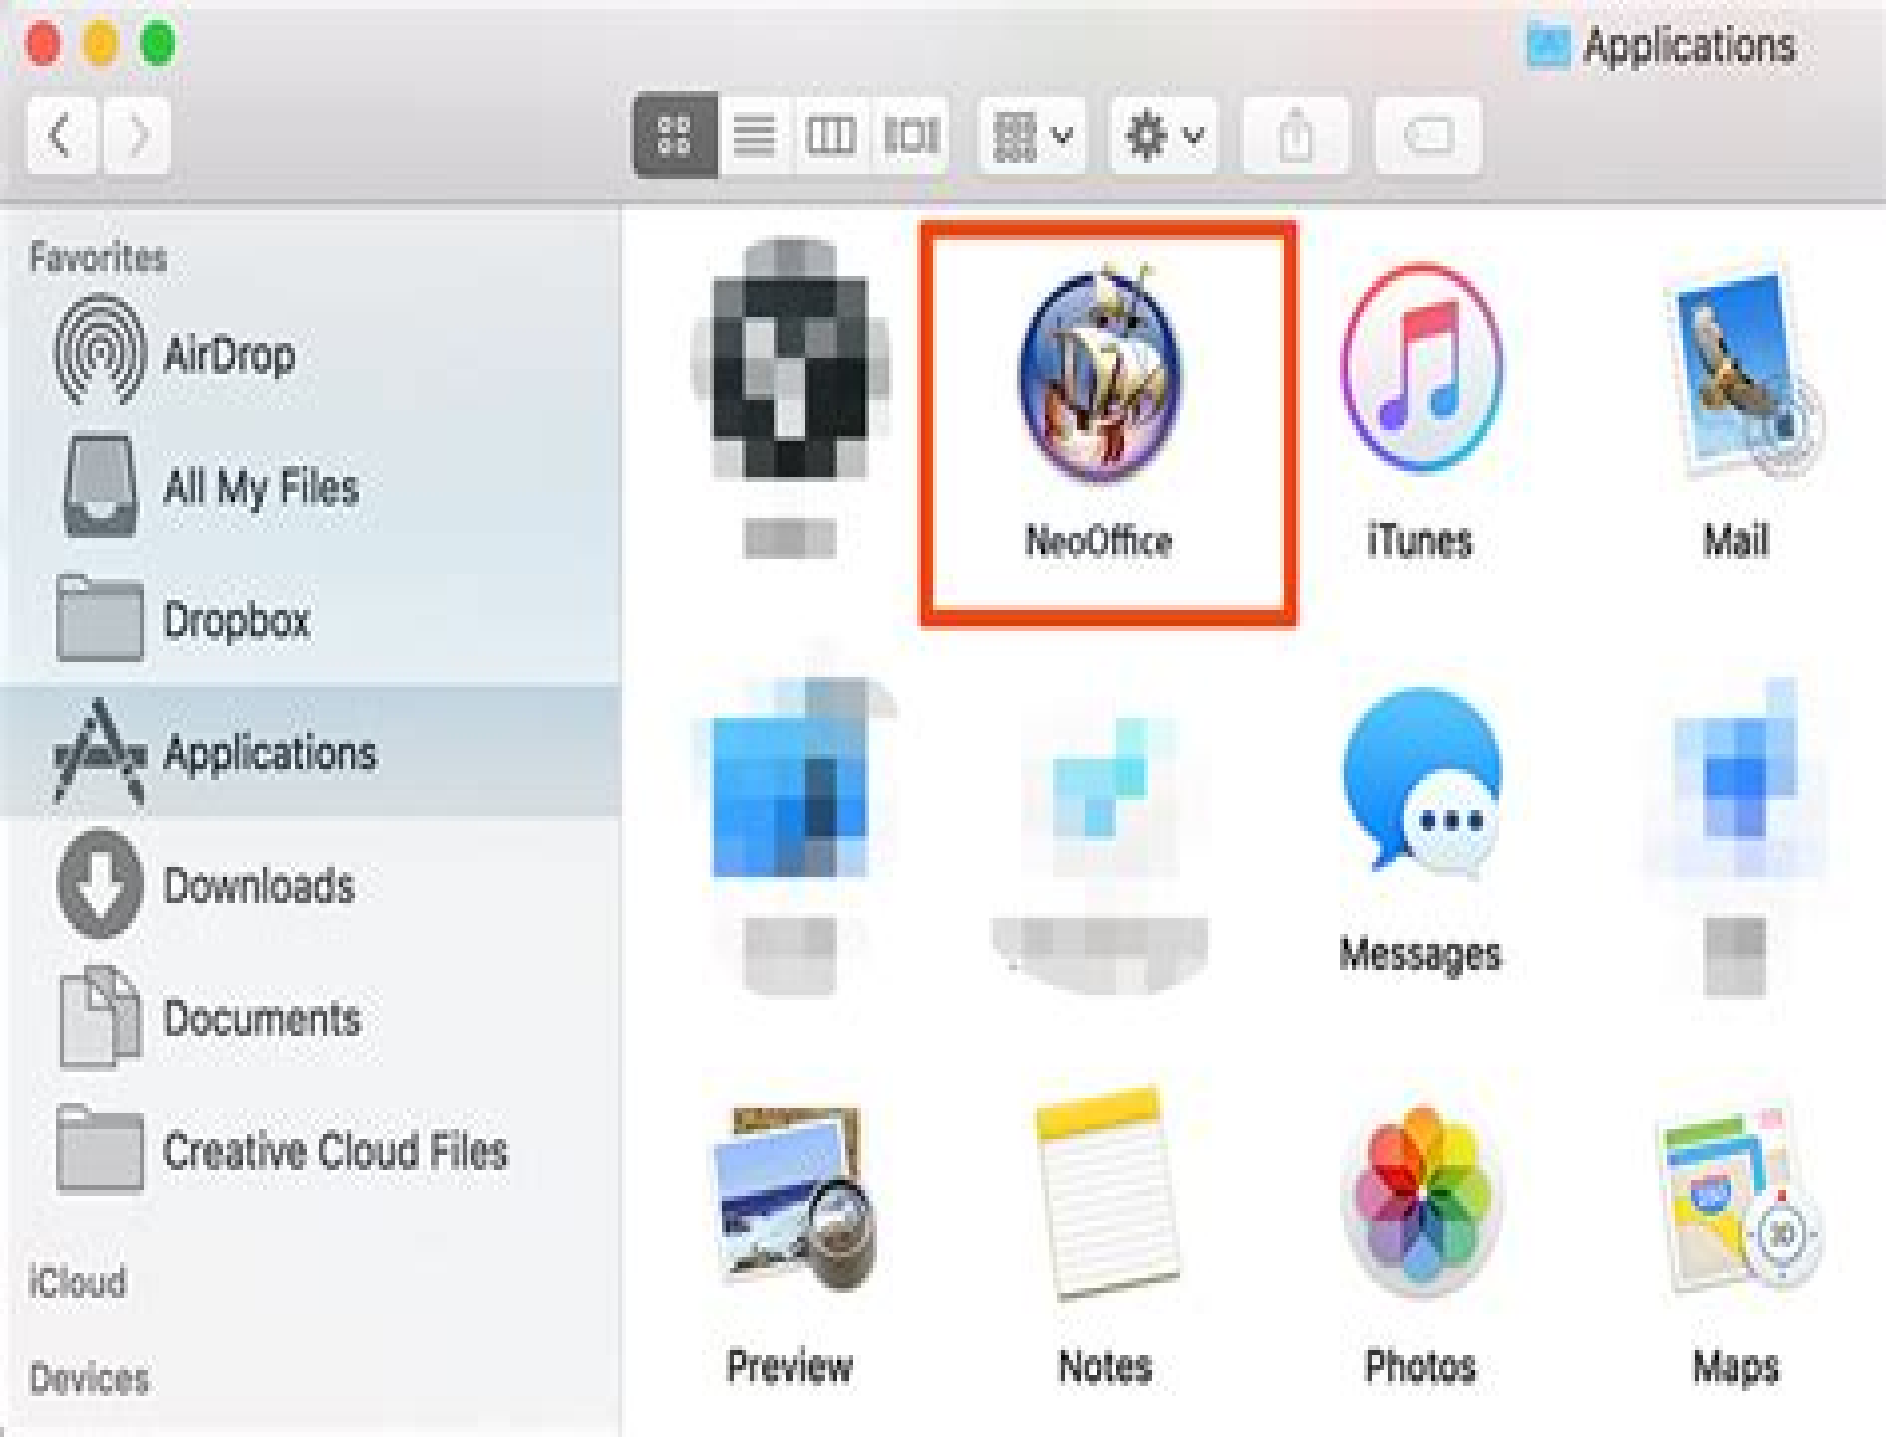 Applications
Favorites
AirDrop
All My Files
Dropbox
Applications
Downloads
Documents
Creative Cloud Files
iCloud
Devices
NeoOffice
iTunes
Mail
Messages
Preview
Notes
Photos
Maps
3D